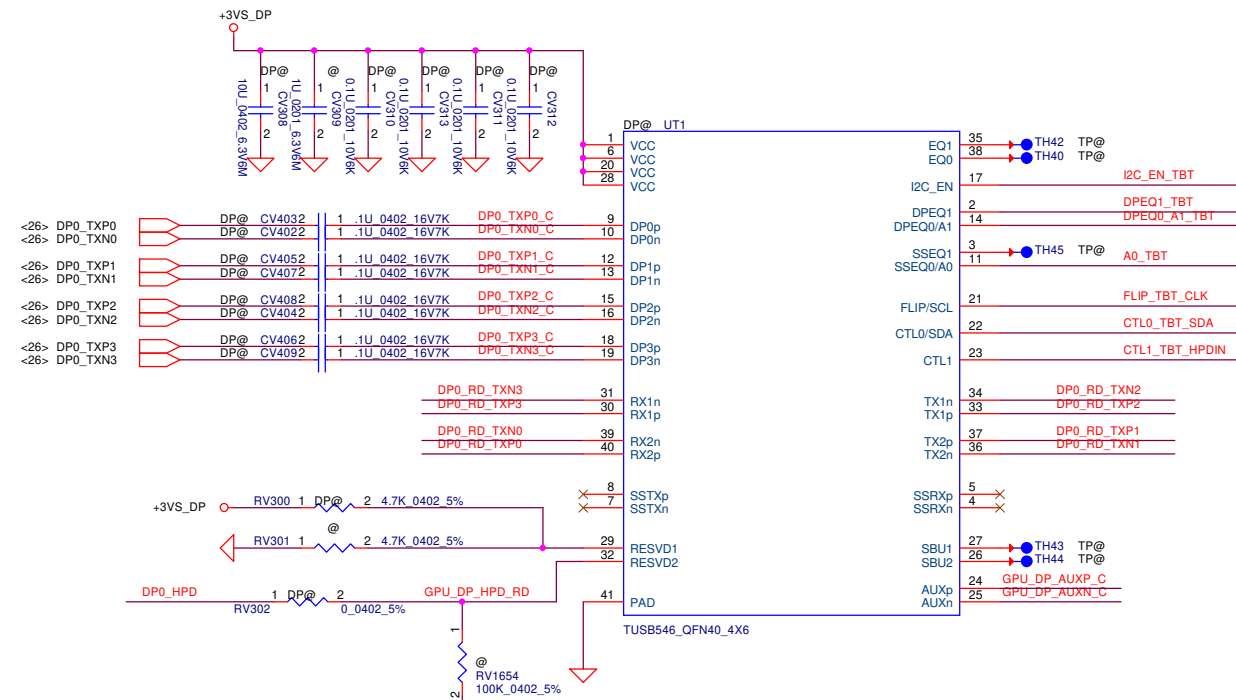 +3VS_DP
DP@ @ DP@ DP@ DP@ DP@
1 1 1 1 1 1
10U_0402_6.3V6M
CV308
1U_0201_6.3V6M
CV309
0.1U_0201_10V6K
CV310
0.1U_0201_10V6K
CV313
0.1U_0201_10V6K
CV311
0.1U_0201_10V6K
CV312
2 2 2 2 2 2
DP@ UT1
1 VCC
6 VCC
20 VCC
28 VCC
EQ1 35 TH42 TP@
EQ0 38 TH40 TP@
I2C_EN 17 I2C_EN_TBT
DPEQ1 2 DPEQ1_TBT
DPEQ0/A1 14 DPEQ0_A1_TBT
SSEQ1 3 TH45 TP@
SSEQ0/A0 11 A0_TBT
FLIP/SCL 21 FLIP_TBT_CLK
CTL0/SDA 22 CTL0_TBT_SDA
CTL1 23 CTL1_TBT_HPDIN
<26> DP0_TXP0 DP@ CV403 2 1 .1U_0402_16V7K DP0_TXP0_C 9 DP0p
<26> DP0_TXN0 DP@ CV402 2 1 .1U_0402_16V7K DP0_TXN0_C 10 DP0n
<26> DP0_TXP1 DP@ CV405 2 1 .1U_0402_16V7K DP0_TXP1_C 12 DP1p
<26> DP0_TXN1 DP@ CV407 2 1 .1U_0402_16V7K DP0_TXN1_C 13 DP1n
<26> DP0_TXP2 DP@ CV408 2 1 .1U_0402_16V7K DP0_TXP2_C 15 DP2p
<26> DP0_TXN2 DP@ CV404 2 1 .1U_0402_16V7K DP0_TXN2_C 16 DP2n
<26> DP0_TXP3 DP@ CV406 2 1 .1U_0402_16V7K DP0_TXP3_C 18 DP3p
<26> DP0_TXN3 DP@ CV409 2 1 .1U_0402_16V7K DP0_TXN3_C 19 DP3n
DP0_RD_TXN3 31 RX1n
DP0_RD_TXP3 30 RX1p
DP0_RD_TXN0 39 RX2n
DP0_RD_TXP0 40 RX2p
TX1n 34 DP0_RD_TXN2
TX1p 33 DP0_RD_TXP2
TX2p 37 DP0_RD_TXP1
TX2n 36 DP0_RD_TXN1
8 SSTXp
7 SSTXn
SSRXp 5
SSRXn 4
+3VS_DP RV300 1 DP@ 2 4.7K_0402_5%
@
RV301 1 2 4.7K_0402_5%
29 RESVD1
32 RESVD2
SBU1 27 TH43 TP@
SBU2 26 TH44 TP@
AUXp 24 GPU_DP_AUXP_C
AUXn 25 GPU_DP_AUXN_C
DP0_HPD 1 DP@ 2 GPU_DP_HPD_RD
RV302 0_0402_5%
41 PAD
TUSB546_QFN40_4X6
1
@
RV1654
100K_0402_5%
2